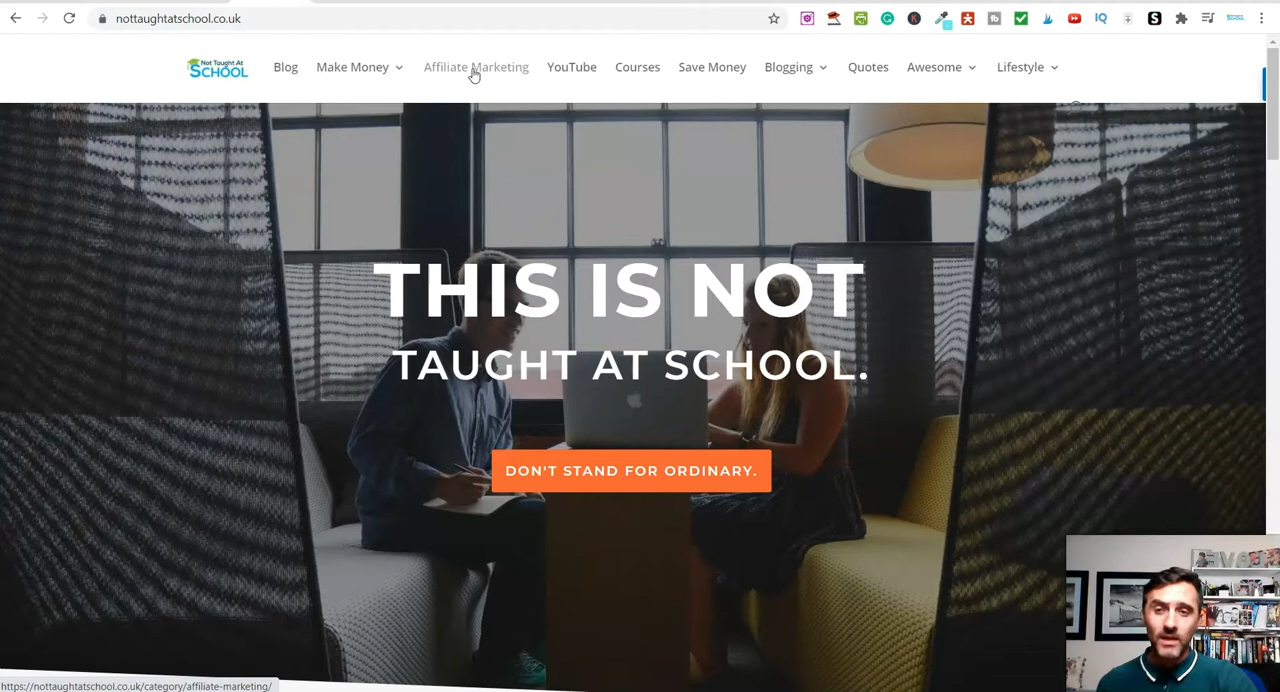 nottaughtatschool.co.uk
Not Taught At
SCHOOL
Blog
Make Money
Affiliate Marketing
YouTube
Courses
Save Money
Blogging
Quotes
Awesome
Lifestyle
THIS IS NOT
TAUGHT AT SCHOOL.
DON'T STAND FOR ORDINARY.
https://nottaughtatschool.co.uk/category/affiliate-marketing/